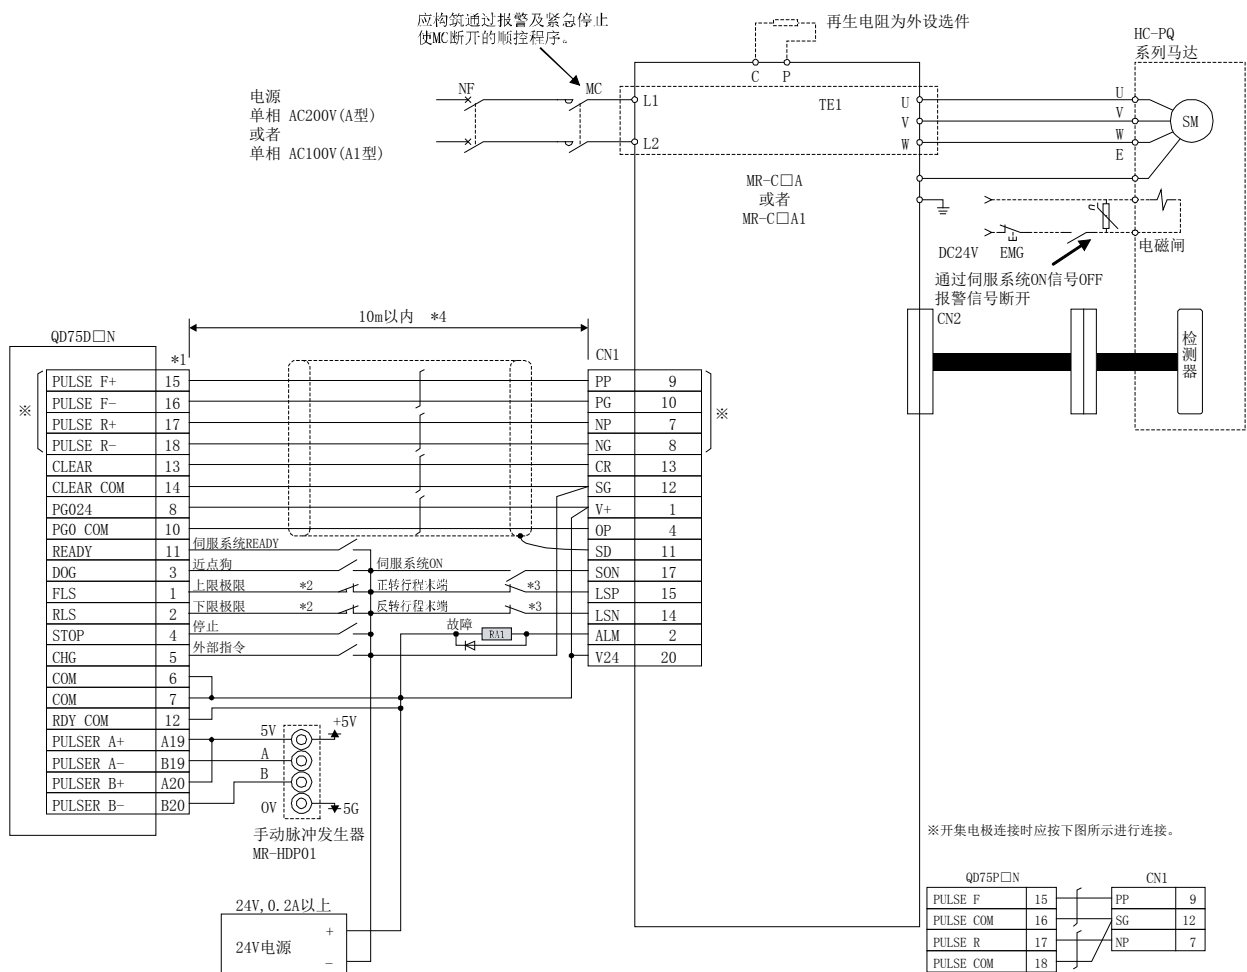 应构筑通过报警及紧急停止
使MC断开的顺控程序。
再生电阻为外设选件
HC-PQ
系列马达
C P
NF MC
电源
单相 AC200V(A型)
或者
单相 AC100V(A1型)
L1
L2
TE1
U
V
W
U
V
W
E
SM
MR-C□A
或者
MR-C□A1
DC24V EMG
电磁闸
通过伺服系统ON信号OFF
报警信号断开
CN2
检测器
10m以内 *4
QD75D□N
*1
CN1
※
※
PULSE F+ 15
PULSE F- 16
PULSE R+ 17
PULSE R- 18
CLEAR 13
CLEAR COM 14
PG024 8
PG0 COM 10
READY 11
DOG 3
FLS 1
RLS 2
STOP 4
CHG 5
COM 6
COM 7
RDY COM 12
PULSER A+ A19
PULSER A- B19
PULSER B+ A20
PULSER B- B20
PP 9
PG 10
NP 7
NG 8
CR 13
SG 12
V+ 1
OP 4
SD 11
SON 17
LSP 15
LSN 14
ALM 2
V24 20
伺服系统READY
近点狗
伺服系统ON
上限极限 *2
正转行程末端 *3
下限极限 *2
反转行程末端 *3
停止
故障
RA1
外部指令
5V
+5V
A
B
0V
5G
手动脉冲发生器
MR-HDP01
24V,0.2A以上
24V电源
+
-
※开集电极连接时应按下图所示进行连接。
QD75P□N
CN1
PULSE F 15
PULSE COM 16
PULSE R 17
PULSE COM 18
PP 9
SG 12
NP 7